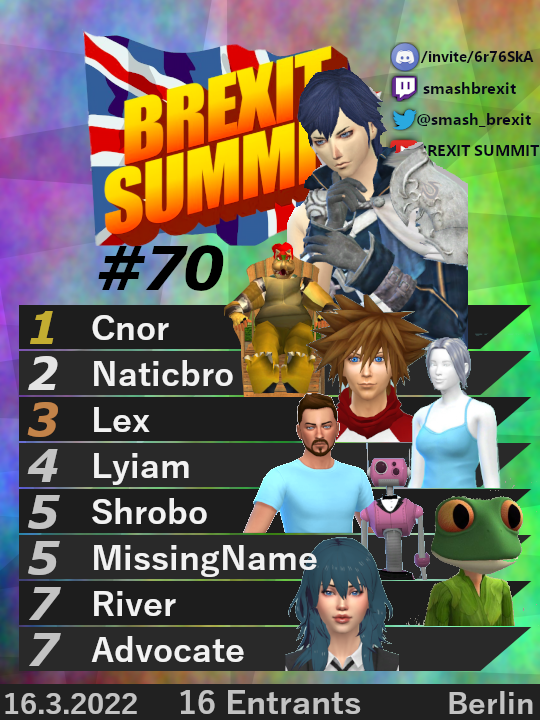 BREXIT
SUMMI
#70
/invite/6r76SkA
smashbrexit
@smash_brexit
REXIT SUMMIT
1 Cnor
2 Naticbro
3 Lex
4 Lyiam
5 Shrobo
5 MissingName
7 River
7 Advocate
16.3.2022 16 Entrants Berlin